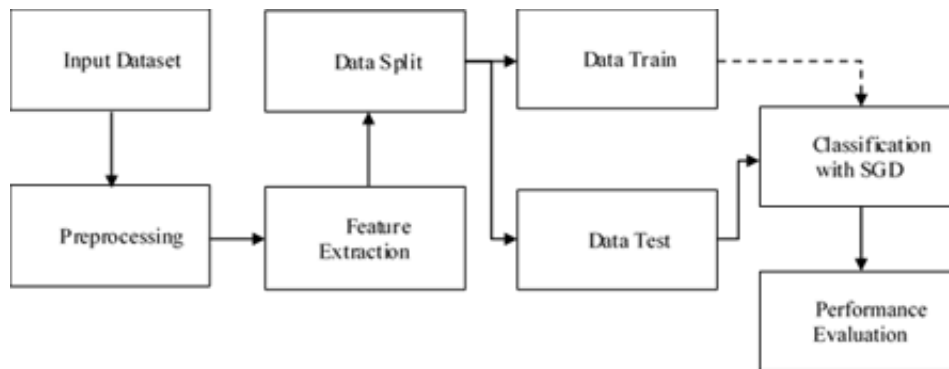 Input Dataset
Preprocessing
Feature
Extraction
Data Split
Data Train
Data Test
Classification
with SGD
Performance
Evaluation